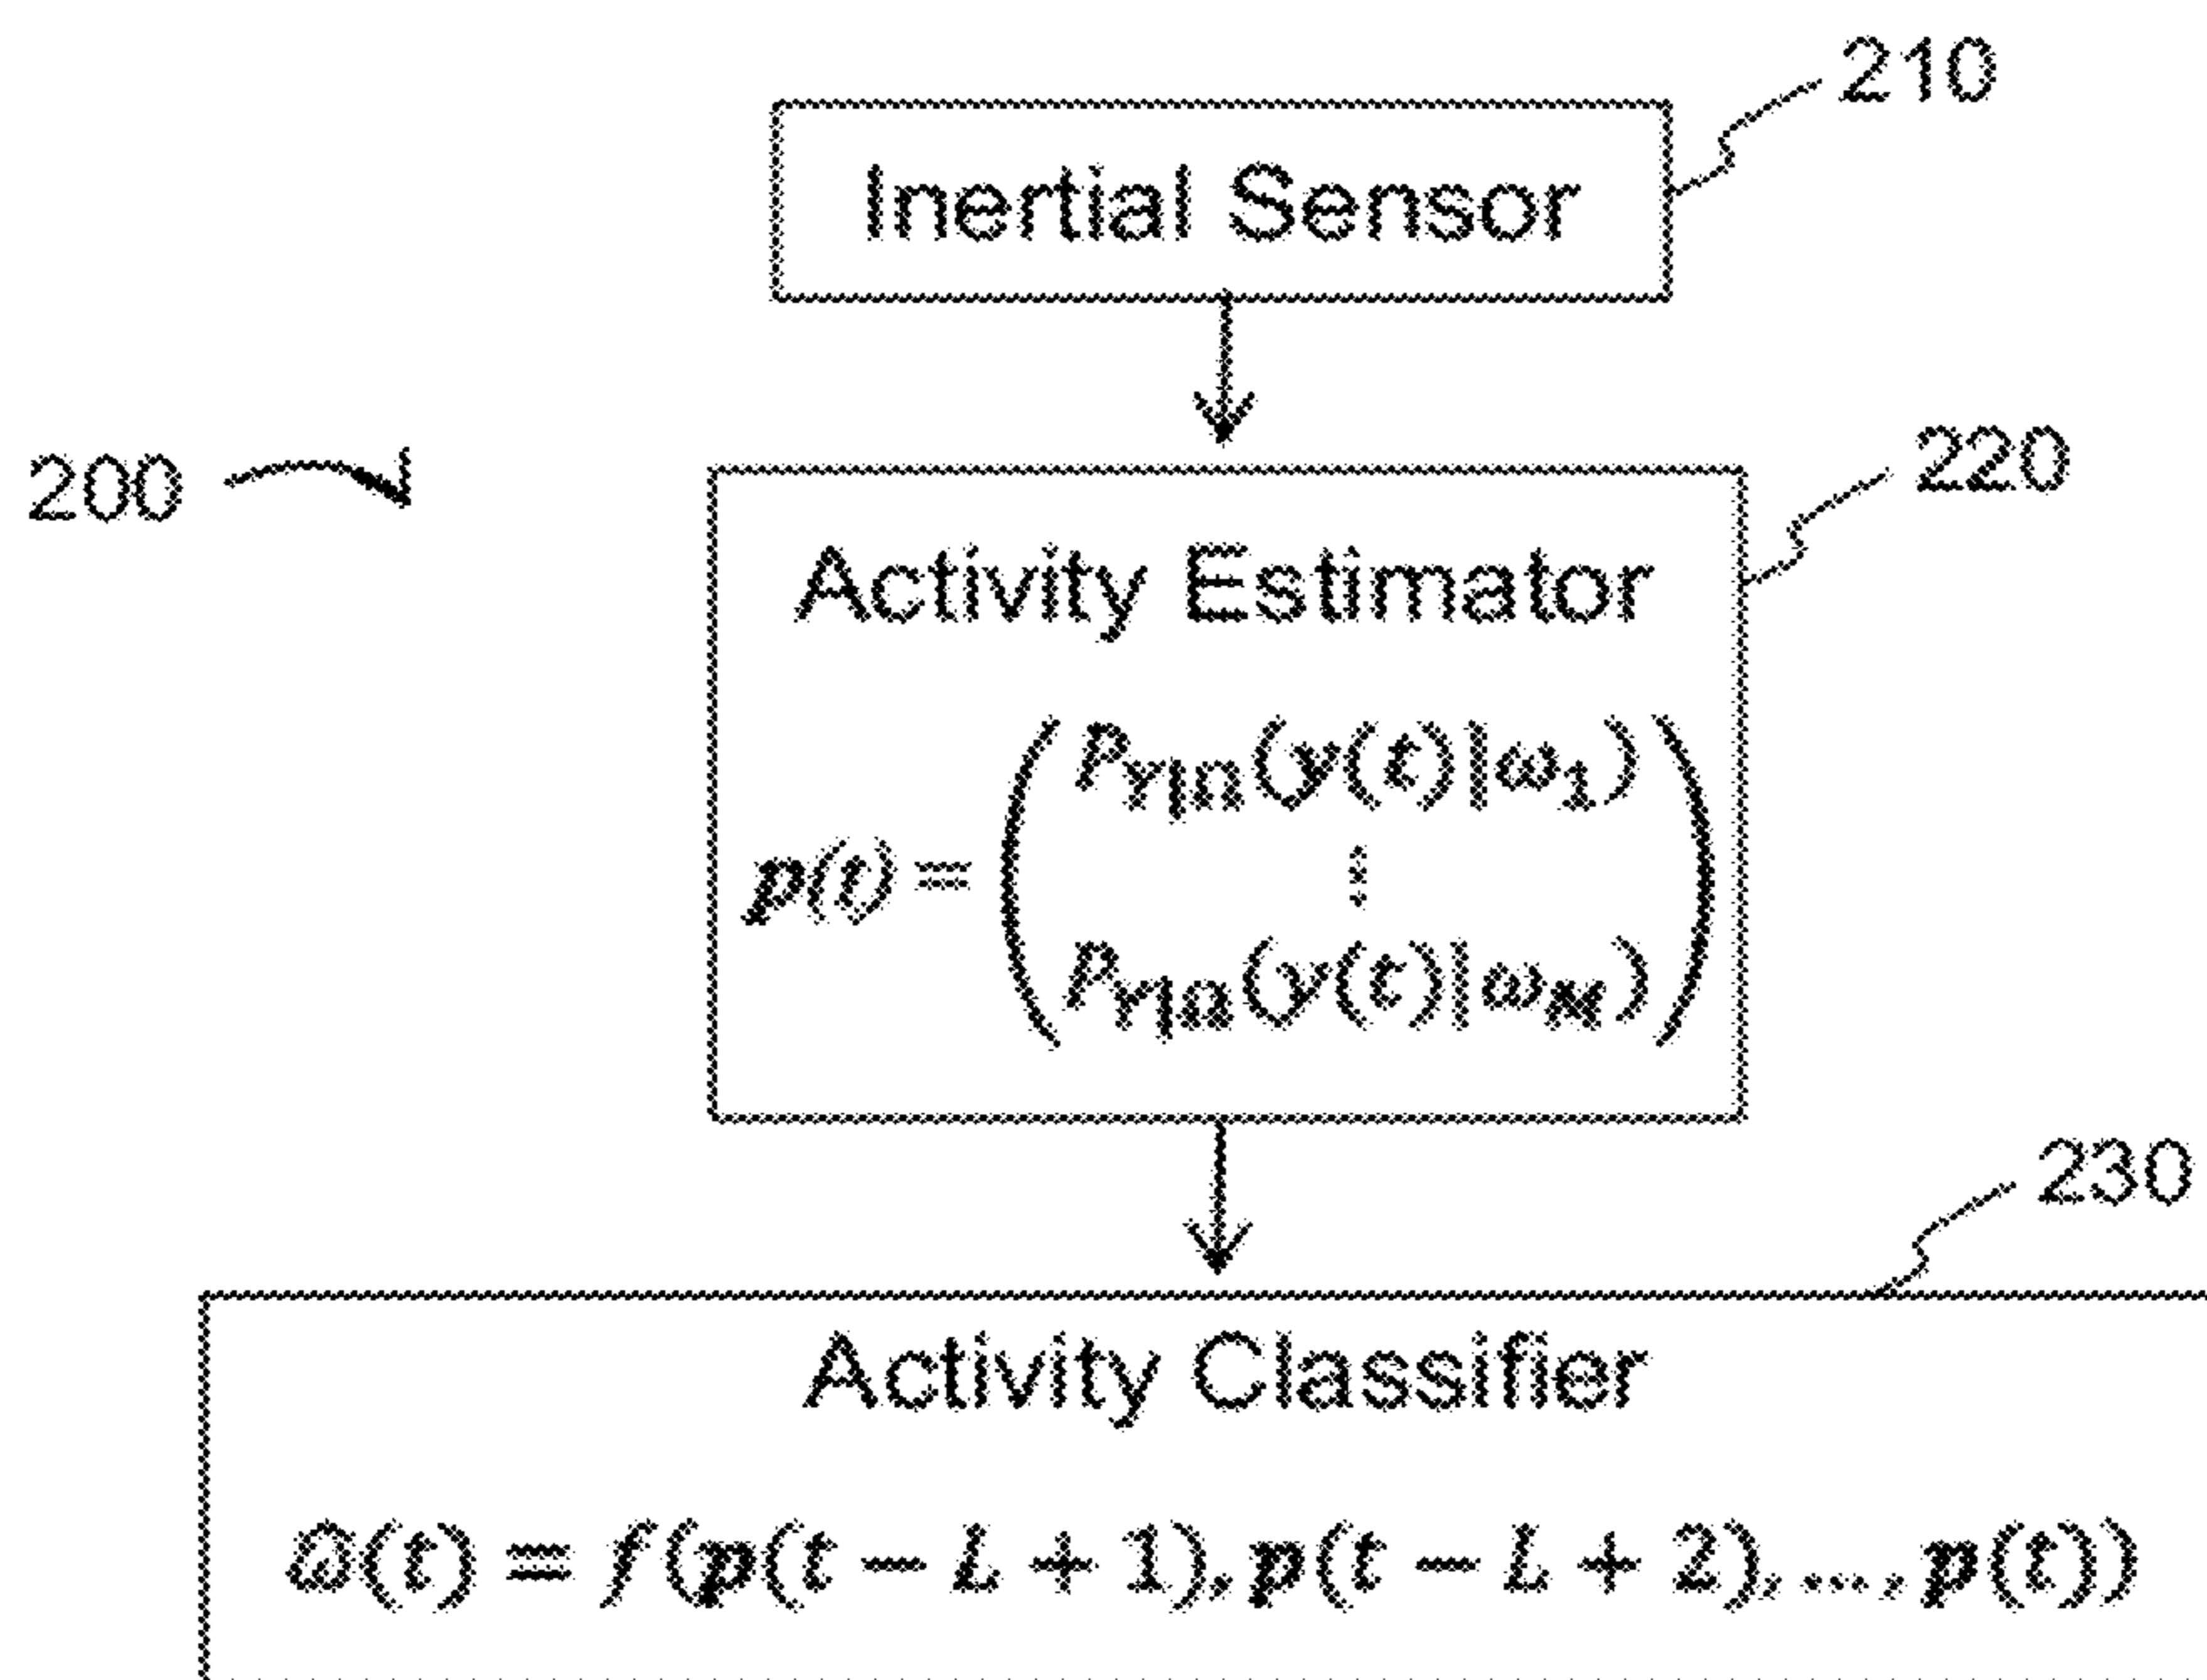 210
Inertial Sensor
200
220
Activity Estimator
p_{Y|Ω}(y(t)|ω_1)
p(t) = ⋮
p_{Y|Ω}(y(t)|ω_M)
230
Activity Classifier
ω̂(t) = f(p(t − L + 1), p(t − L + 2), … , p(t))